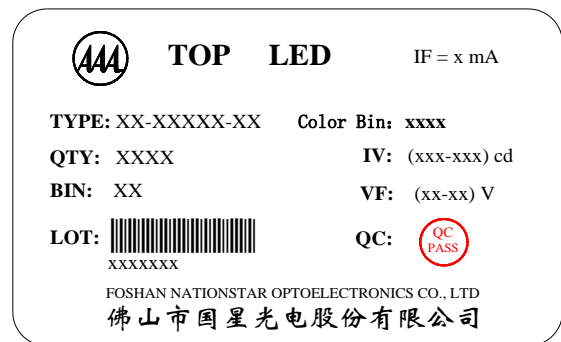 AAA TOP LED IF = x mA
TYPE: XX-XXXXX-XX Color Bin: xxxx
QTY: XXXX IV: (xxx-xxx) cd
BIN: XX VF: (xx-xx) V
LOT: QC: QC PASS
xxxxxxx
FOSHAN NATIONSTAR OPTOELECTRONICS CO., LTD
佛山市国星光电股份有限公司